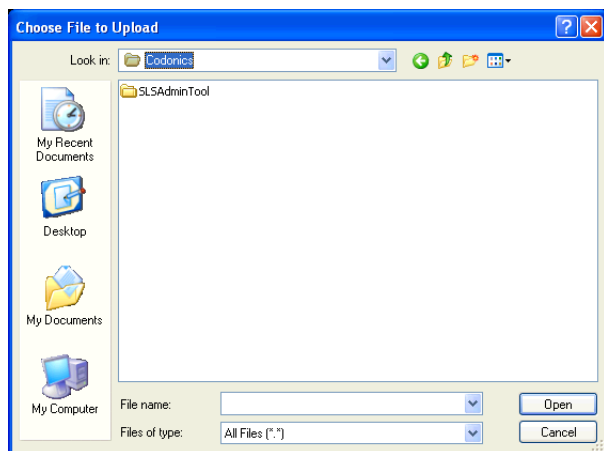 Choose File to Upload
Look in:
Codonics
SLSAdminTool
My Recent
Documents
Desktop
My Documents
My Computer
File name:
Open
Files of type:
All Files (*.*)
Cancel